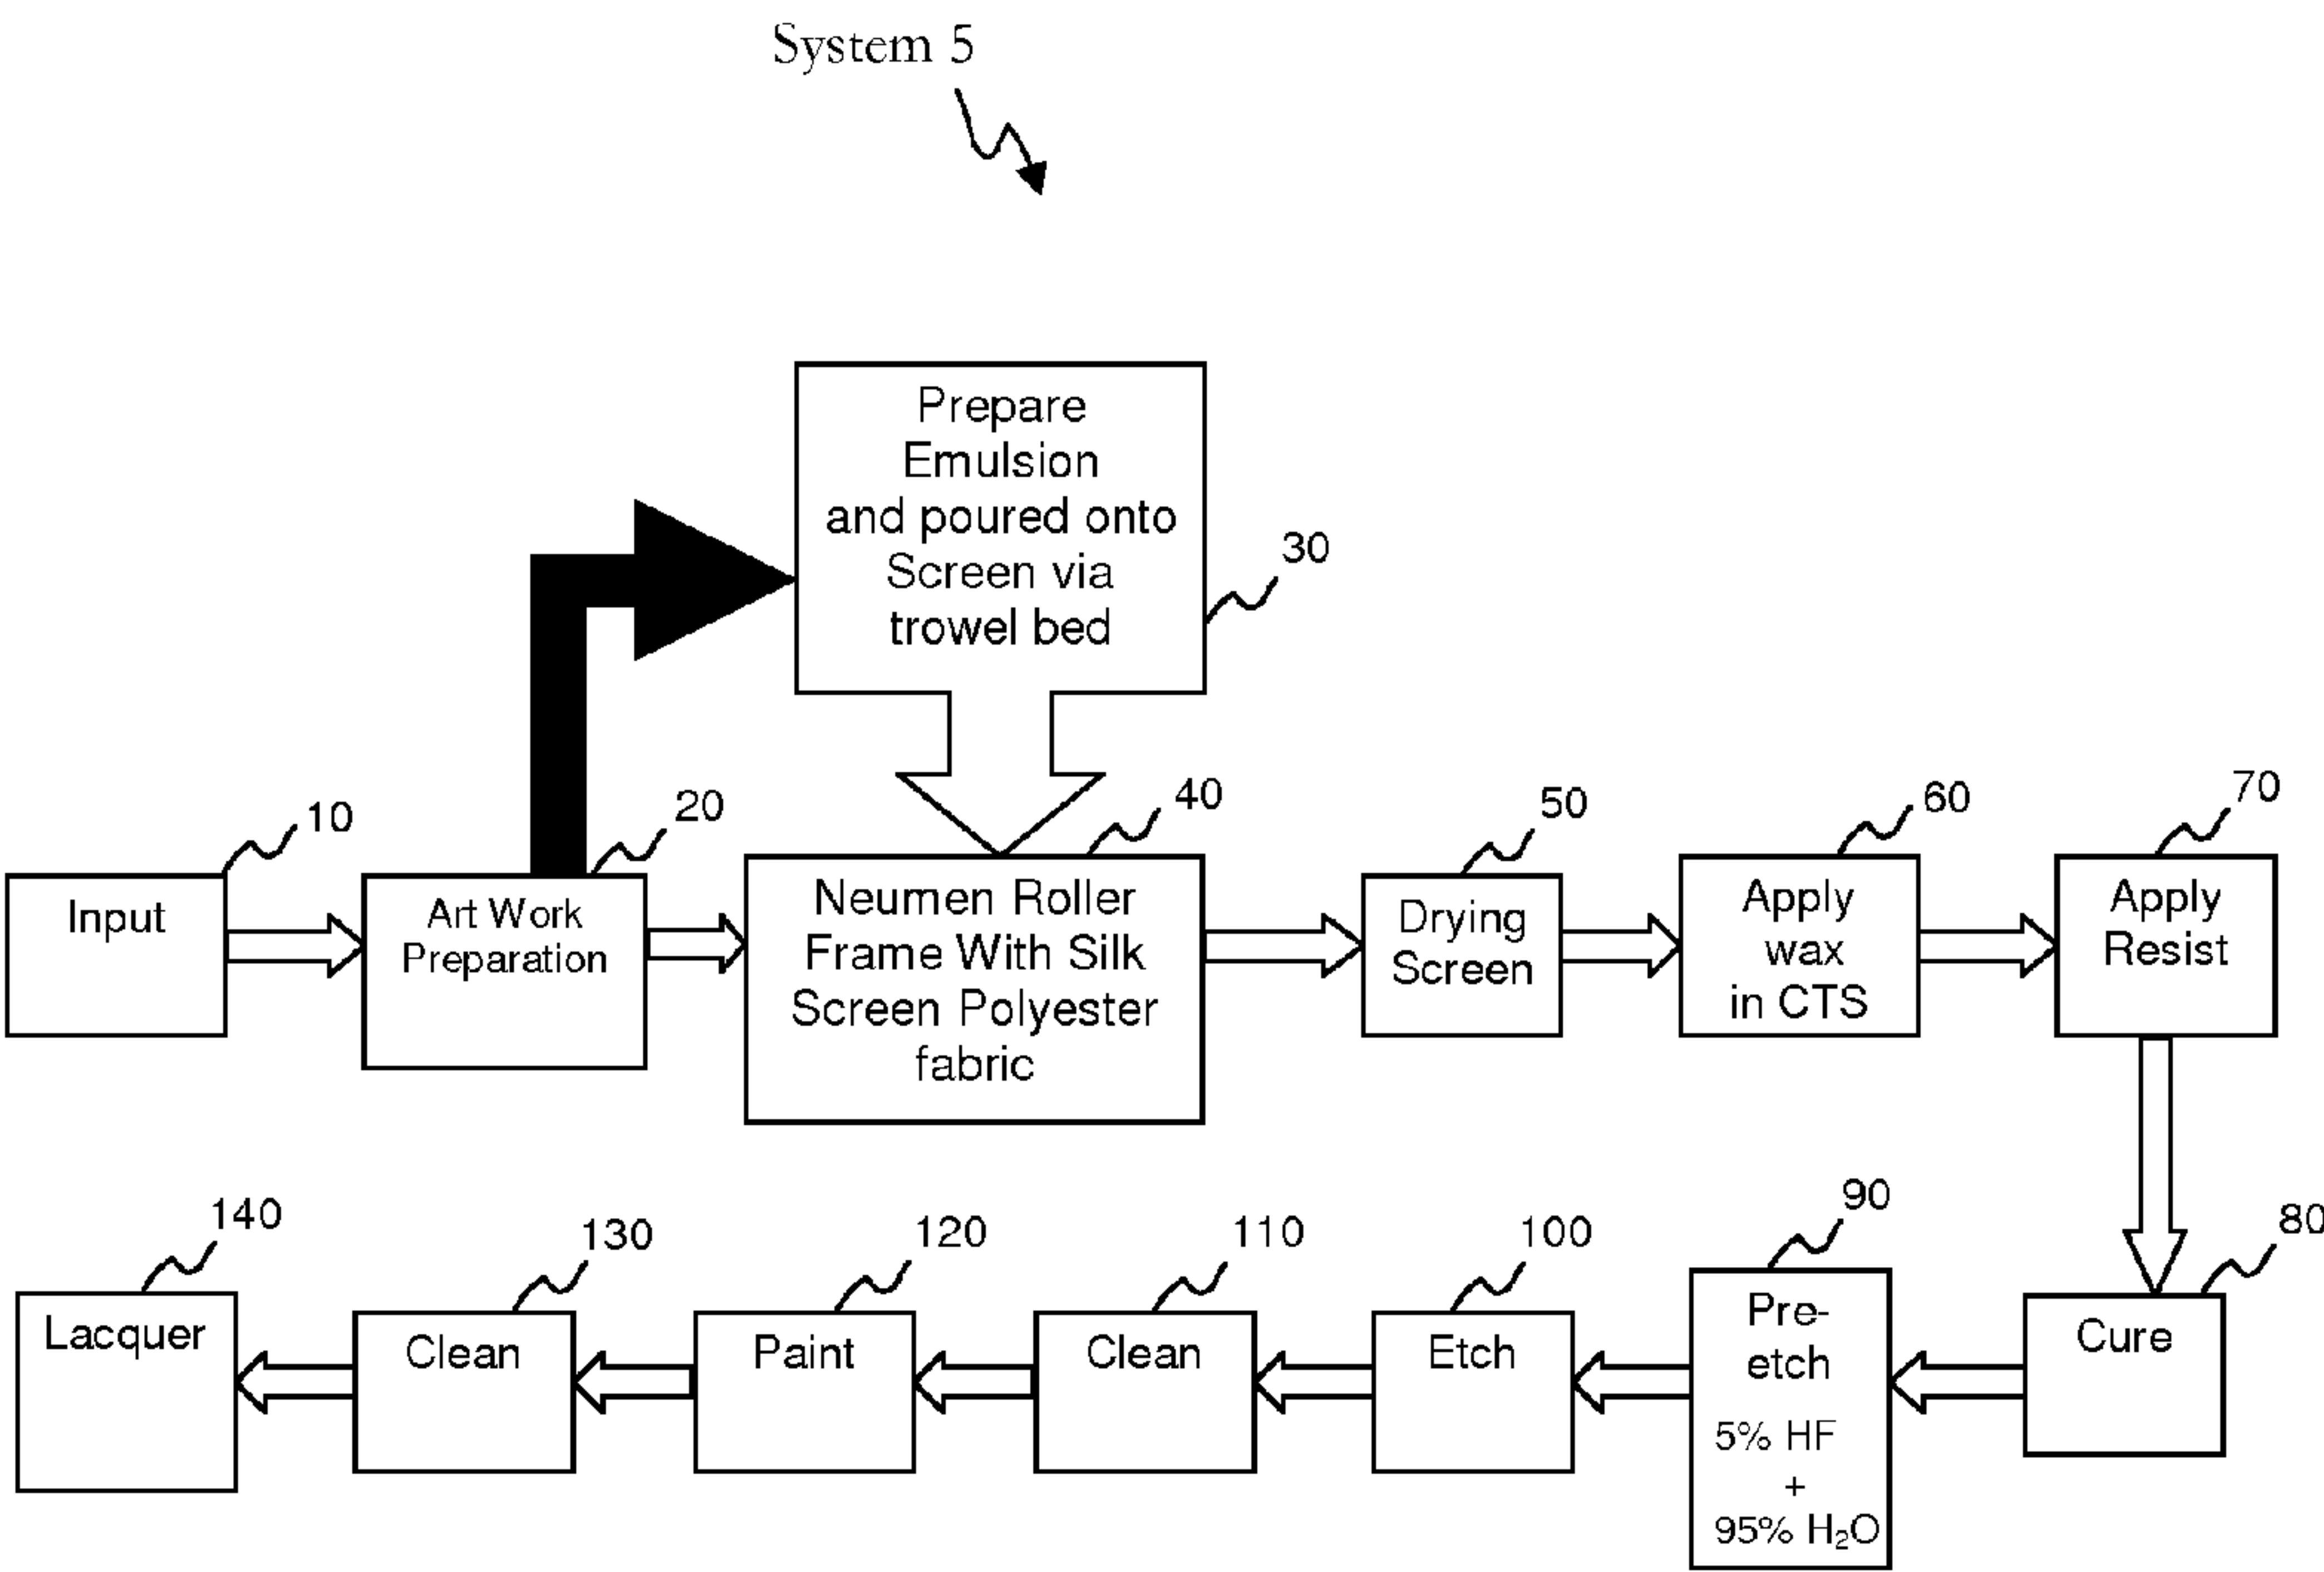 System 5
Prepare
Emulsion
and poured onto
Screen via
trowel bed
30
10
Input
20
Art Work
Preparation
40
Neumen Roller
Frame With Silk
Screen Polyester
fabric
50
Drying
Screen
60
Apply
wax
in CTS
70
Apply
Resist
80
Cure
90
Pre-
etch
5% HF
+
95% H₂O
100
Etch
110
Clean
120
Paint
130
Clean
140
Lacquer